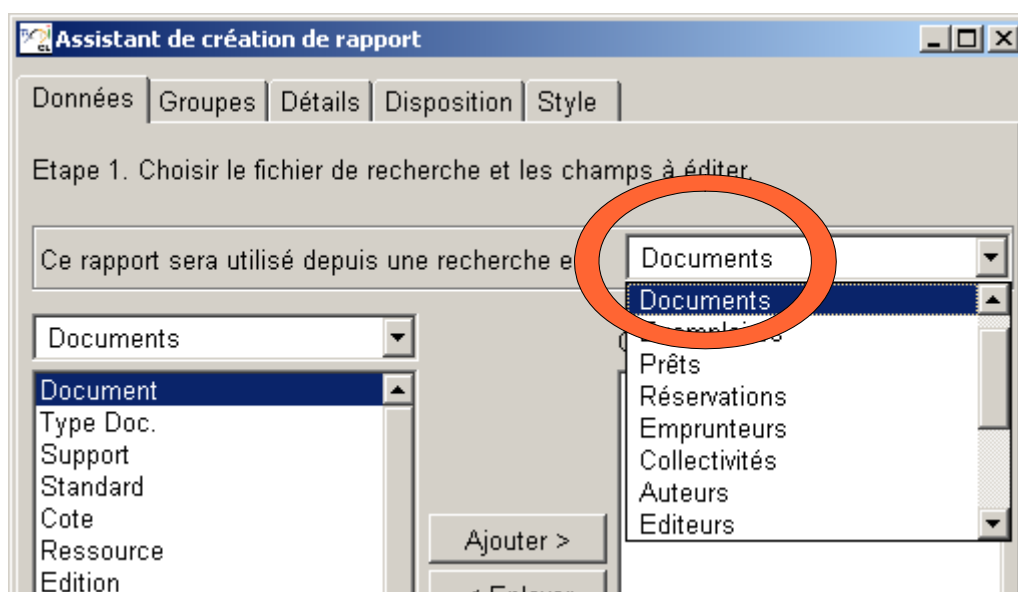 Assistant de création de rapport
Données Groupes Détails Disposition Style
Etape 1. Choisir le fichier de recherche et les champs à éditer.
Ce rapport sera utilisé depuis une recherche e
Documents
Documents
Exemplaires
Prêts
Réservations
Emprunteurs
Collectivités
Auteurs
Editeurs
Documents
Document
Type Doc.
Support
Standard
Cote
Ressource
Edition
Ajouter >